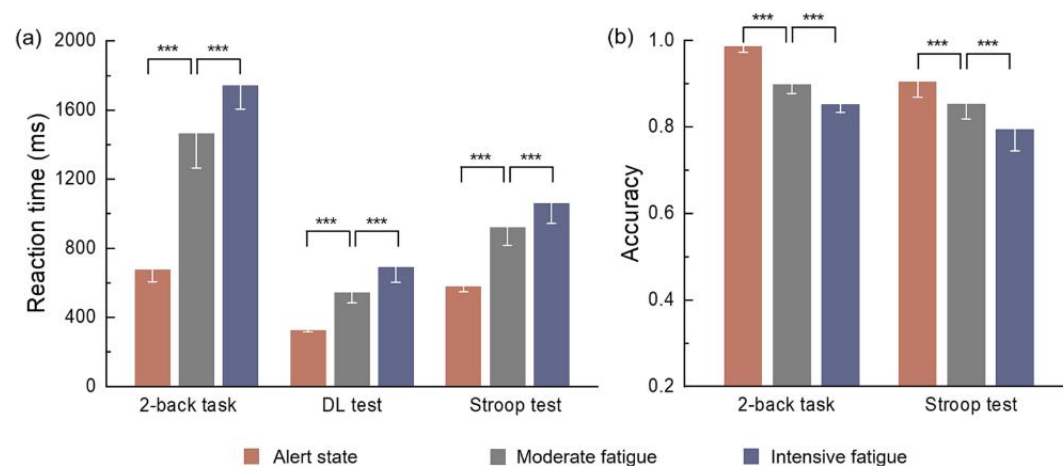 (a)
Reaction time (ms)
2000
1600
1200
800
400
0
*** ***
*** ***
*** ***
2-back task DL test Stroop test
(b)
Accuracy
1.0
0.8
0.6
0.4
0.2
*** ***
*** ***
2-back task Stroop test
Alert state Moderate fatigue Intensive fatigue